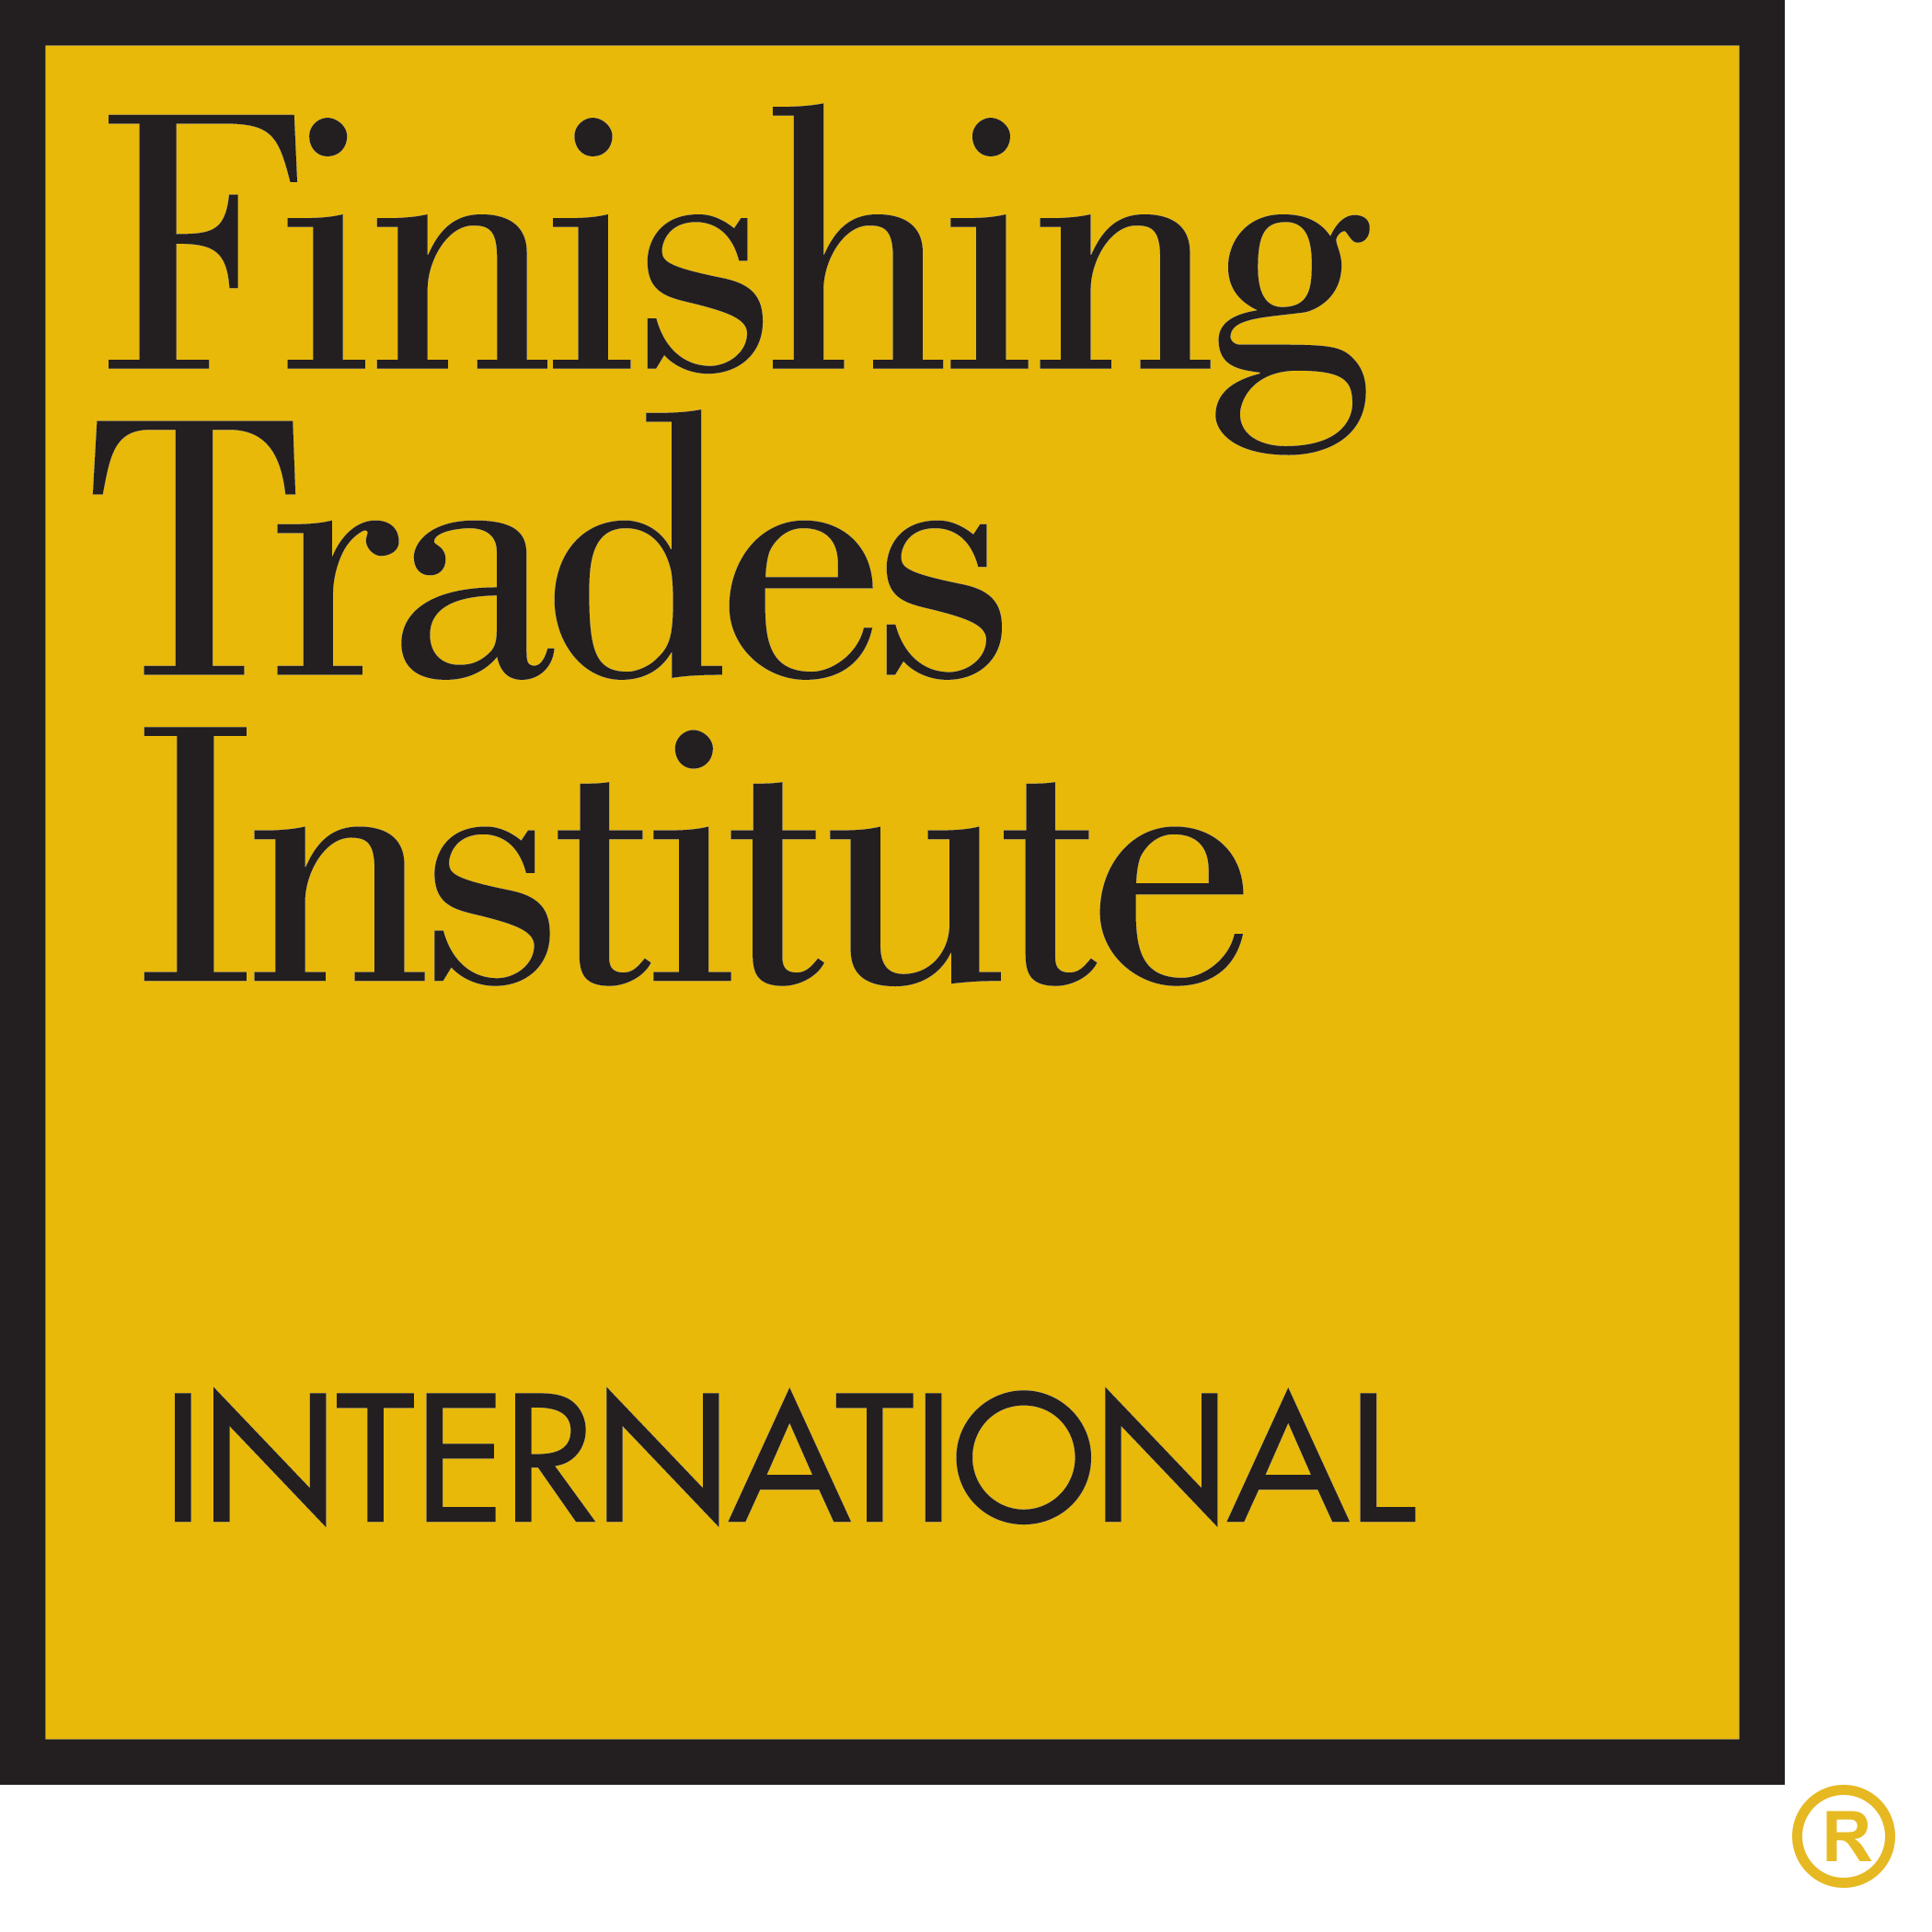 Finishing
Trades
Institute
INTERNATIONAL
®